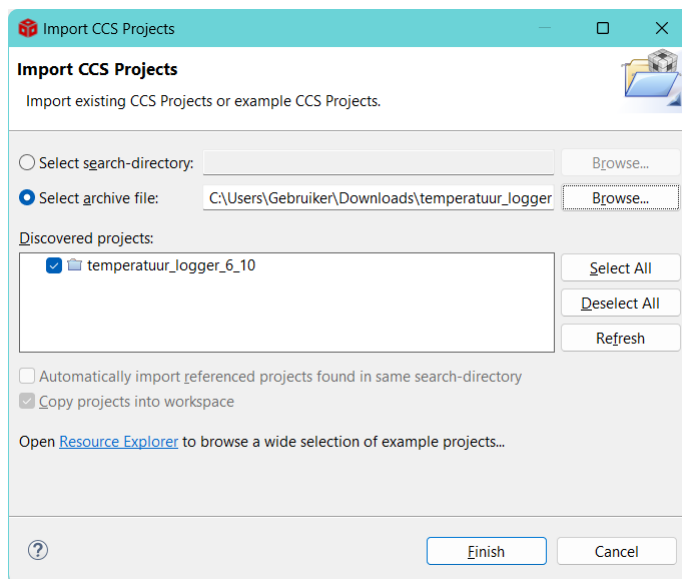 Import CCS Projects
Import CCS Projects
Import existing CCS Projects or example CCS Projects.
Select search-directory: Browse...
Select archive file: C:\Users\Gebruiker\Downloads\temperatuur_logger Browse...
Discovered projects:
temperatuur_logger_6_10
Select All
Deselect All
Refresh
Automatically import referenced projects found in same search-directory
Copy projects into workspace
Open Resource Explorer to browse a wide selection of example projects...
? Finish Cancel